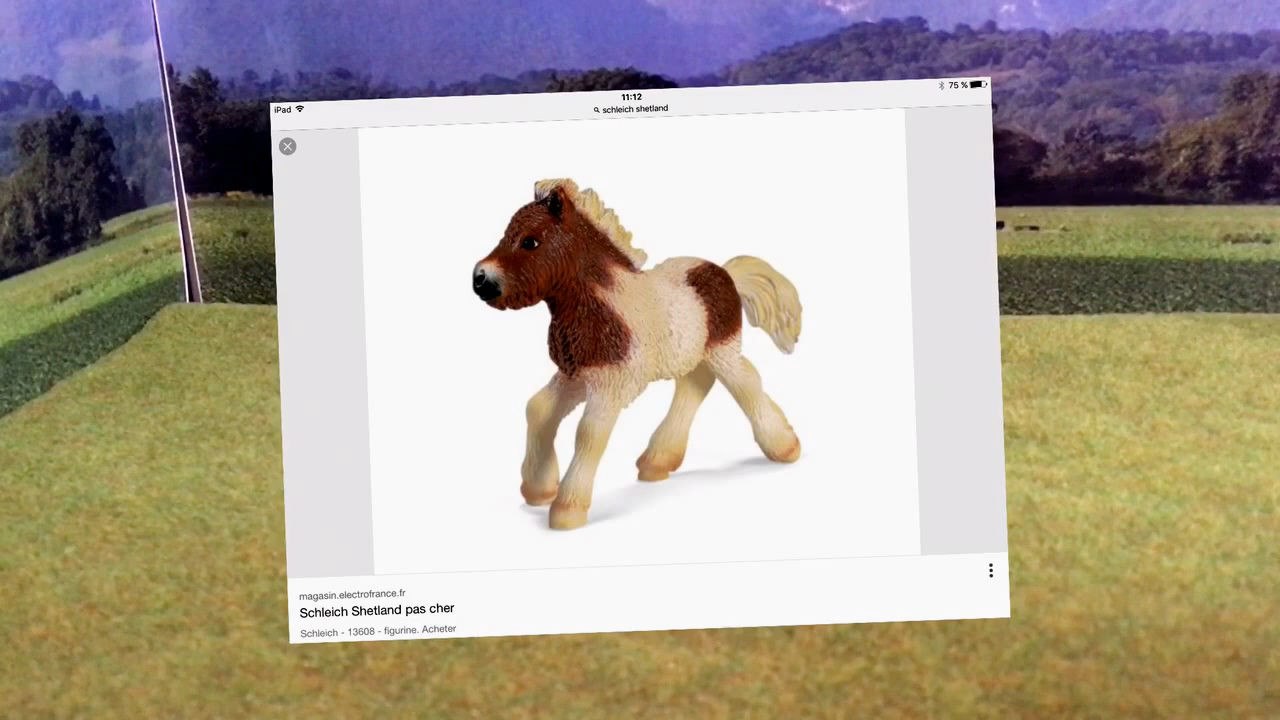 iPad
11:12
75 %
schleich shetland
magasin.electrofrance.fr
Schleich Shetland pas cher
Schleich - 13608 - figurine. Acheter